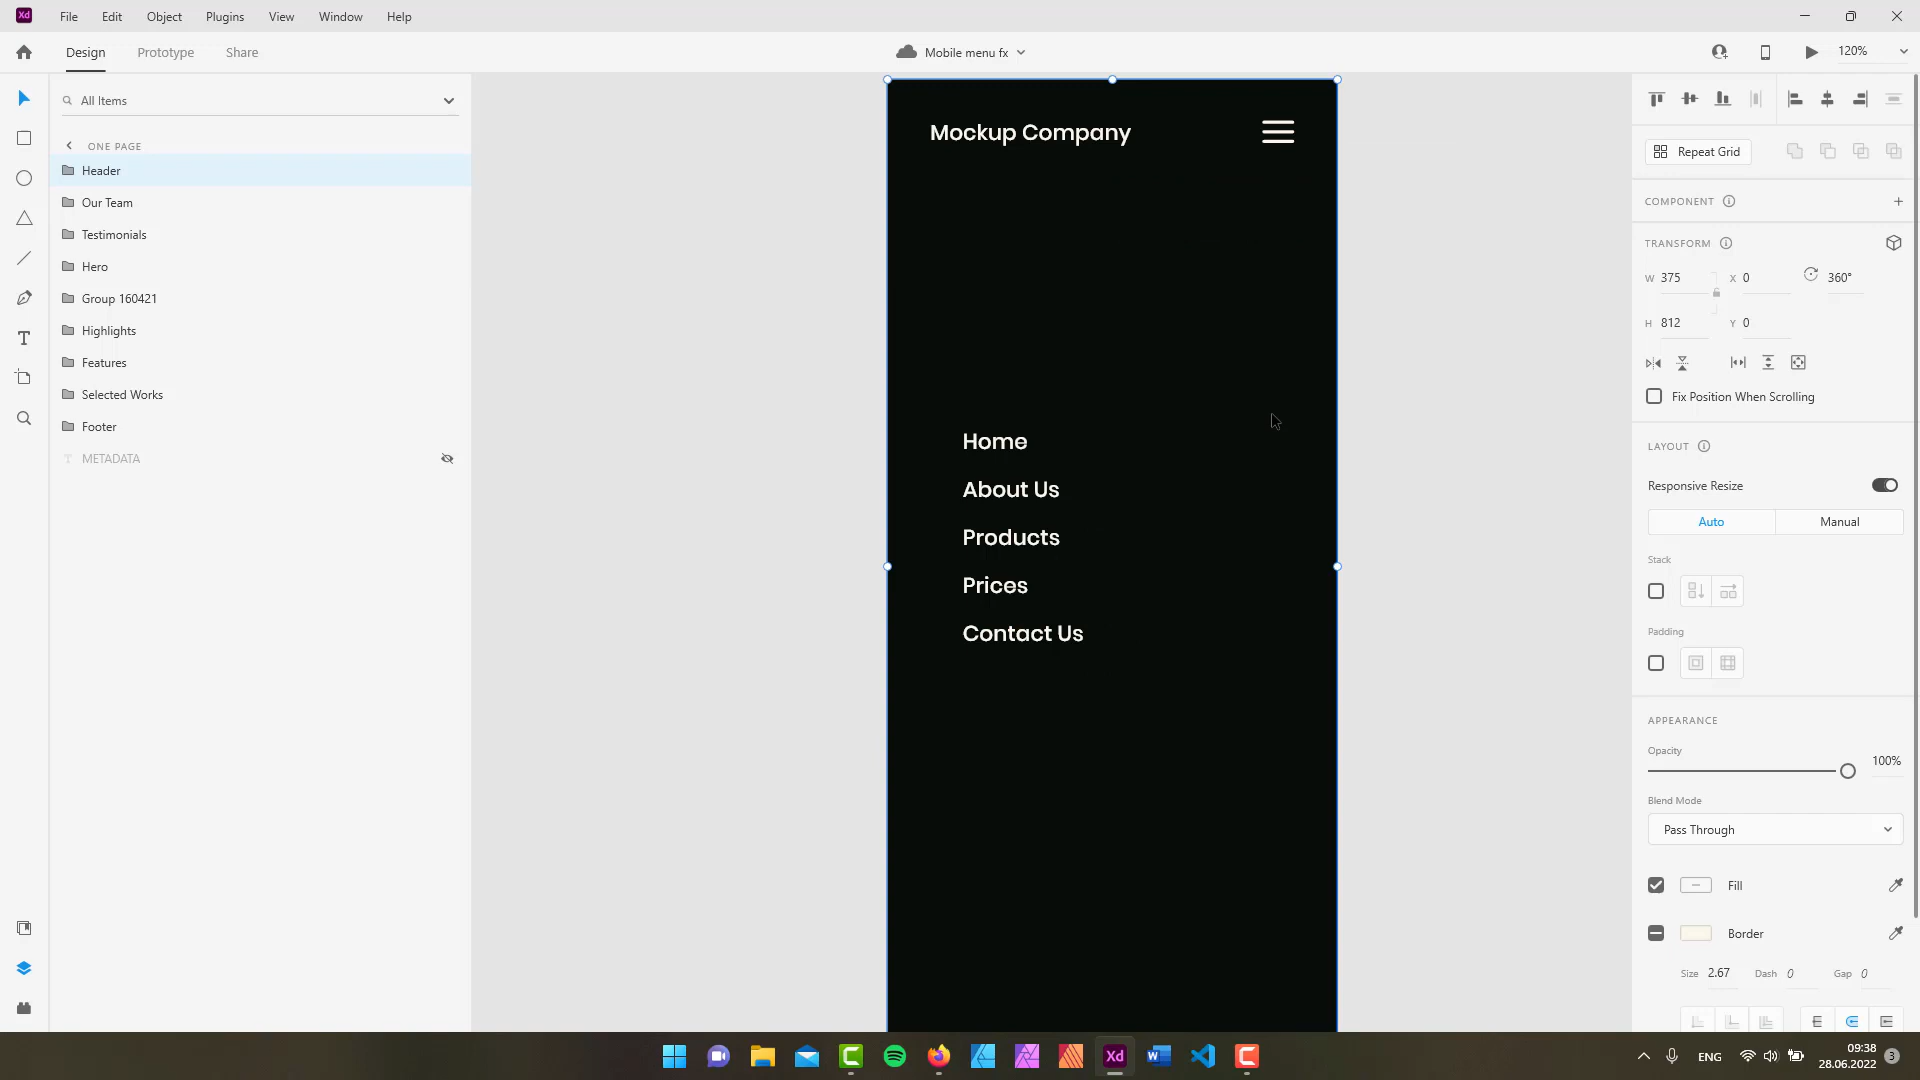 Xd File Edit Object Plugins View Window Help
Design Prototype Share
Mobile menu fx
120%
All Items
ONE PAGE
Header
Our Team
Testimonials
Hero
Group 160421
Highlights
Features
Selected Works
Footer
T METADATA
Mockup Company
Home
About Us
Products
Prices
Contact Us
Repeat Grid
COMPONENT
TRANSFORM
W 375 X 0 360°
H 812 Y 0
Fix Position When Scrolling
LAYOUT
Responsive Resize
Auto Manual
Stack
Padding
APPEARANCE
Opacity
100%
Blend Mode
Pass Through
Fill
Border
Size 2.67 Dash 0 Gap 0
Xd
ENG
09:38
28.06.2022
3